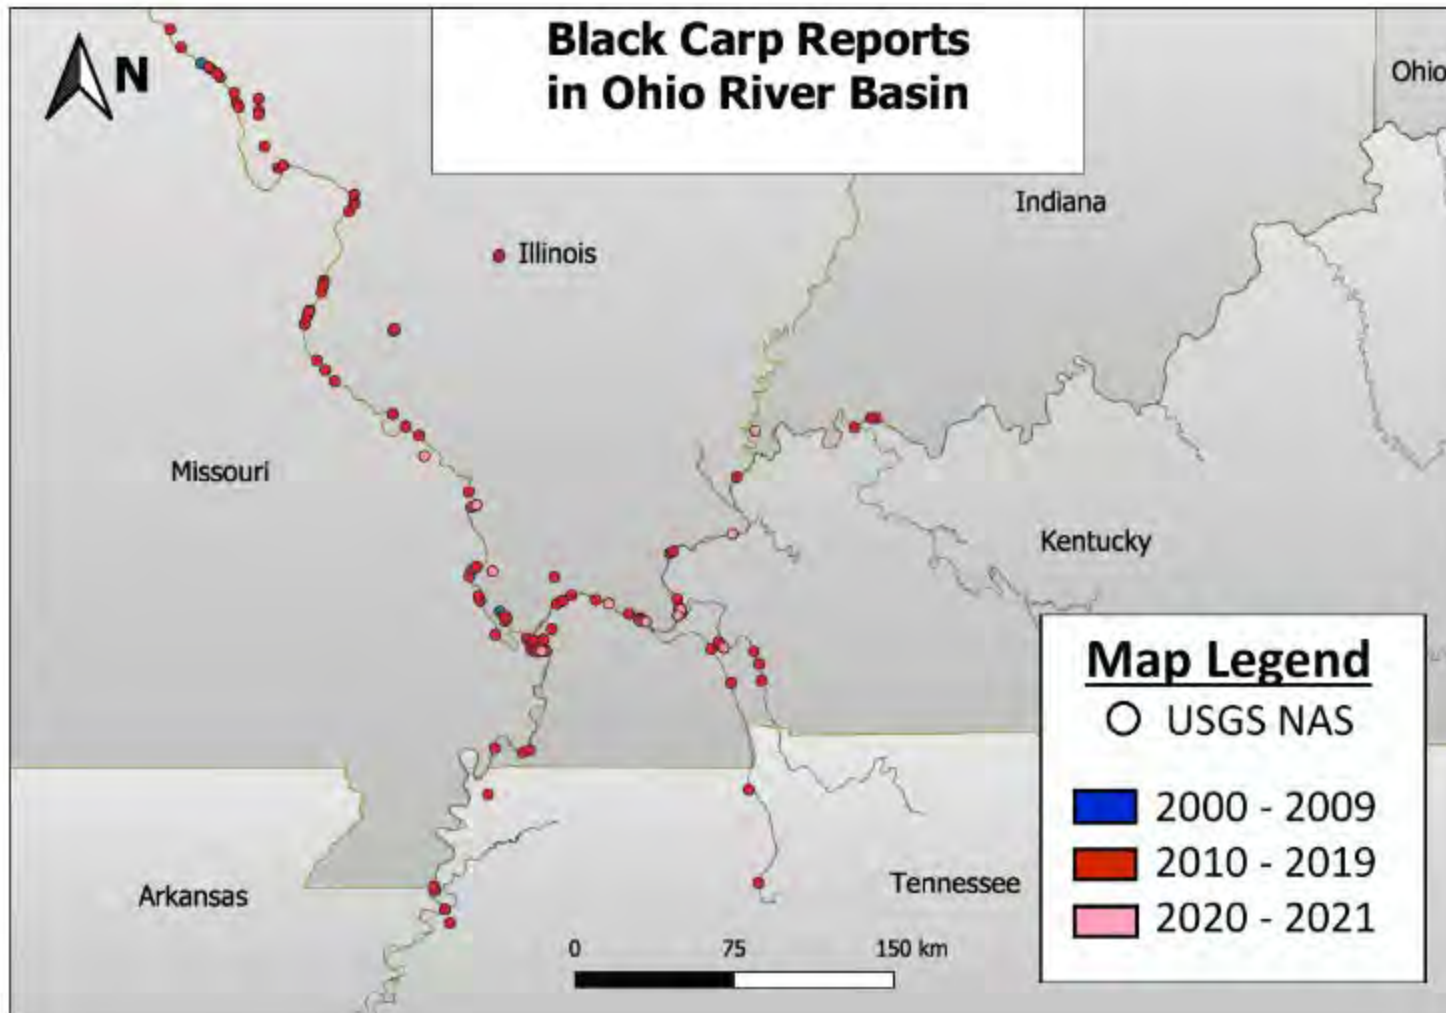 Black Carp Reports
in Ohio River Basin
N
Ohio
Indiana
Illinois
Missouri
Kentucky
Arkansas
Tennessee
Map Legend
USGS NAS
2000 - 2009
2010 - 2019
2020 - 2021
0 75 150 km